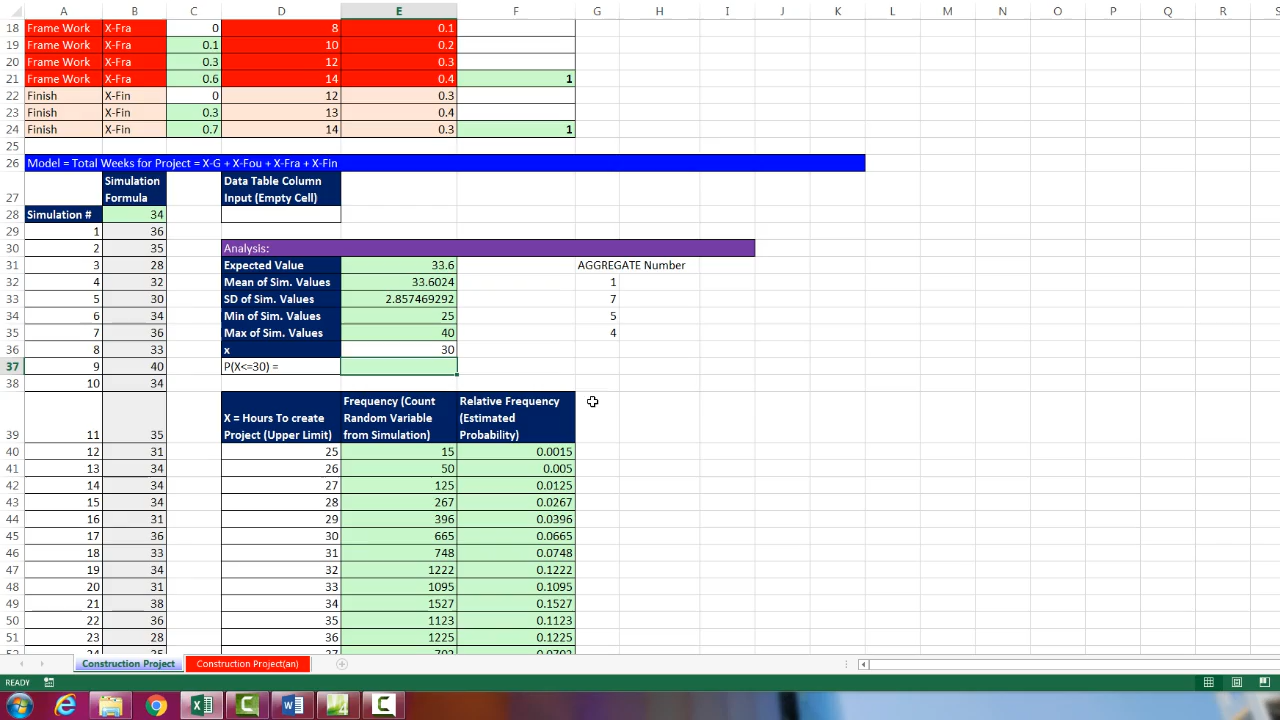 A B C D E F G H I J K L M N O P Q R S
18 Frame Work X-Fra 0 8 0.1
19 Frame Work X-Fra 0.1 10 0.2
20 Frame Work X-Fra 0.3 12 0.3
21 Frame Work X-Fra 0.6 14 0.4 1
22 Finish X-Fin 0 12 0.3
23 Finish X-Fin 0.3 13 0.4
24 Finish X-Fin 0.7 14 0.3 1
25
26 Model = Total Weeks for Project = X-G + X-Fou + X-Fra + X-Fin
Simulation Data Table Column
27 Formula Input (Empty Cell)
28 Simulation # 34
29 1 36
30 2 35 Analysis:
31 3 28 Expected Value 33.6 AGGREGATE Number
32 4 32 Mean of Sim. Values 33.6024 1
33 5 30 SD of Sim. Values 2.857469292 7
34 6 34 Min of Sim. Values 25 5
35 7 36 Max of Sim. Values 40 4
36 8 33 x 30
37 9 40 P(X<=30) =
38 10 34
Frequency (Count Relative Frequency
X = Hours To create Random Variable (Estimated
39 11 35 Project (Upper Limit) from Simulation) Probability)
40 12 31 25 15 0.0015
41 13 34 26 50 0.005
42 14 34 27 125 0.0125
43 15 34 28 267 0.0267
44 16 31 29 396 0.0396
45 17 36 30 665 0.0665
46 18 33 31 748 0.0748
47 19 34 32 1222 0.1222
48 20 31 33 1095 0.1095
49 21 38 34 1527 0.1527
50 22 36 35 1123 0.1123
51 23 28 36 1225 0.1225
Construction Project Construction Project(an)
READY